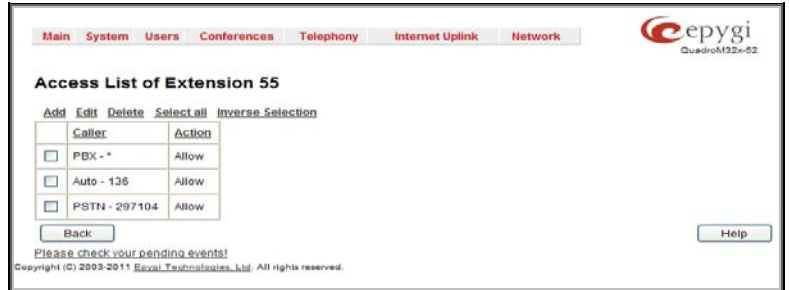 Main System Users Conferences Telephony Internet Uplink Network
epygi
QuadroM32x-52
Access List of Extension 55
Add Edit Delete Select all Inverse Selection
Caller Action
PBX - * Allow
Auto - 136 Allow
PSTN - 297104 Allow
Back Help
Please check your pending events!
Copyright (C) 2003-2011 Epygi Technologies, Ltd. All rights reserved.